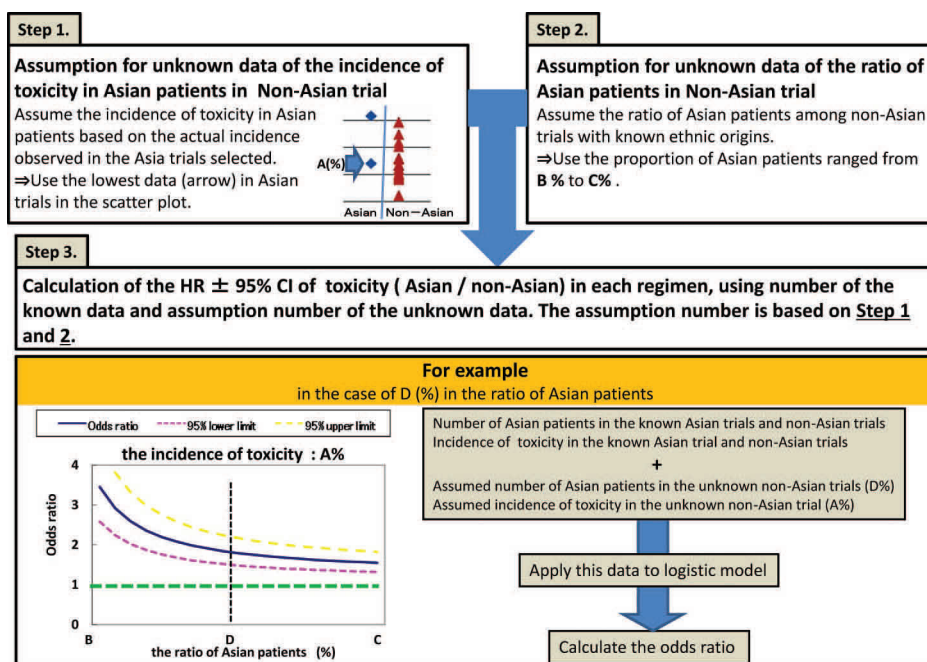 Step 1.
Assumption for unknown data of the incidence of
toxicity in Asian patients in Non-Asian trial
Assume the incidence of toxicity in Asian
patients based on the actual incidence
observed in the Asia trials selected.
⇒Use the lowest data (arrow) in Asian
trials in the scatter plot.
A(%)
Asian Non-Asian
Step 2.
Assumption for unknown data of the ratio of
Asian patients in Non-Asian trial
Assume the ratio of Asian patients among non-Asian
trials with known ethnic origins.
⇒Use the proportion of Asian patients ranged from
B % to C% .
Step 3.
Calculation of the HR ± 95% CI of toxicity ( Asian / non-Asian) in each regimen, using number of the
known data and assumption number of the unknown data. The assumption number is based on Step 1
and 2.
For example
in the case of D (%) in the ratio of Asian patients
Odds ratio 95% lower limit 95% upper limit
the incidence of toxicity : A%
Odds ratio
4
3
2
1
0
B D C
the ratio of Asian patients (%)
Number of Asian patients in the known Asian trials and non-Asian trials
Incidence of toxicity in the known Asian trial and non-Asian trials
+
Assumed number of Asian patients in the unknown non-Asian trials (D%)
Assumed incidence of toxicity in the unknown non-Asian trial (A%)
Apply this data to logistic model
Calculate the odds ratio